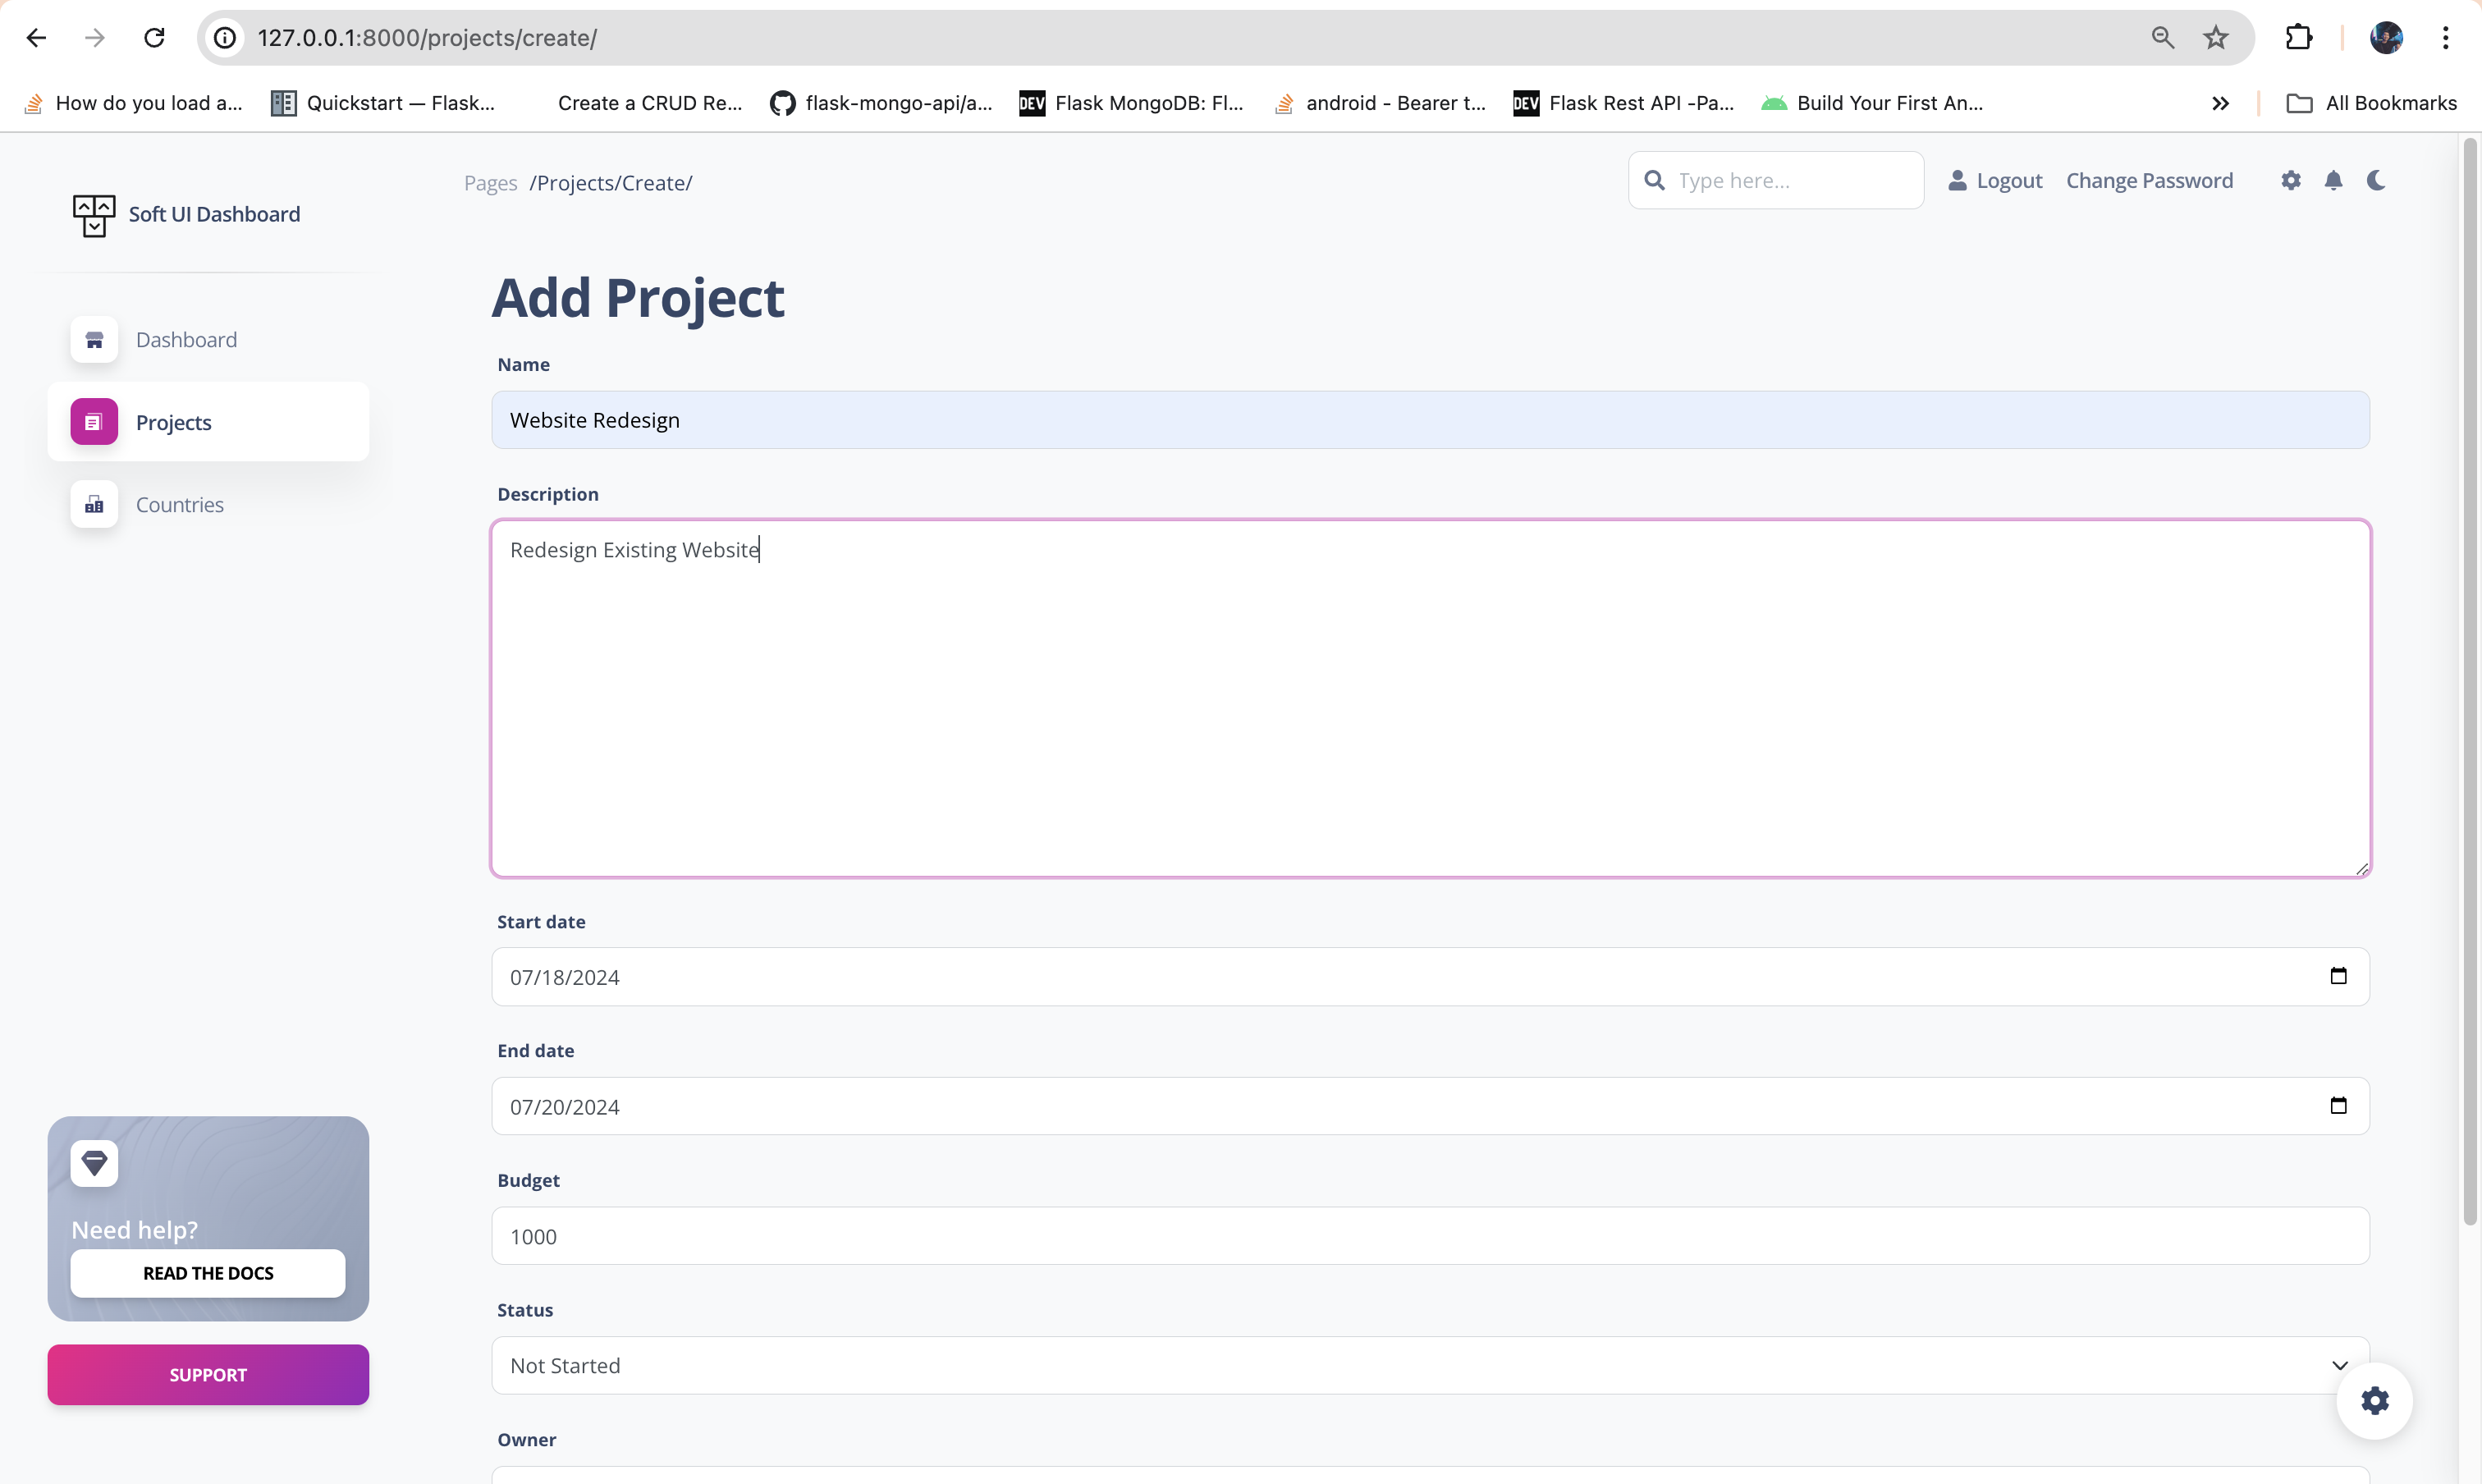 127.0.0.1:8000/projects/create/
How do you load a... Quickstart — Flask... Create a CRUD Re... flask-mongo-api/a... DEV Flask MongoDB: Fl... android - Bearer t... DEV Flask Rest API -Pa... Build Your First An... All Bookmarks
Soft UI Dashboard
Pages /Projects/Create/
Type here... Logout Change Password
Dashboard
Projects
Countries
Need help?
READ THE DOCS
SUPPORT
Add Project
Name
Website Redesign
Description
Redesign Existing Website
Start date
07/18/2024
End date
07/20/2024
Budget
1000
Status
Not Started
Owner